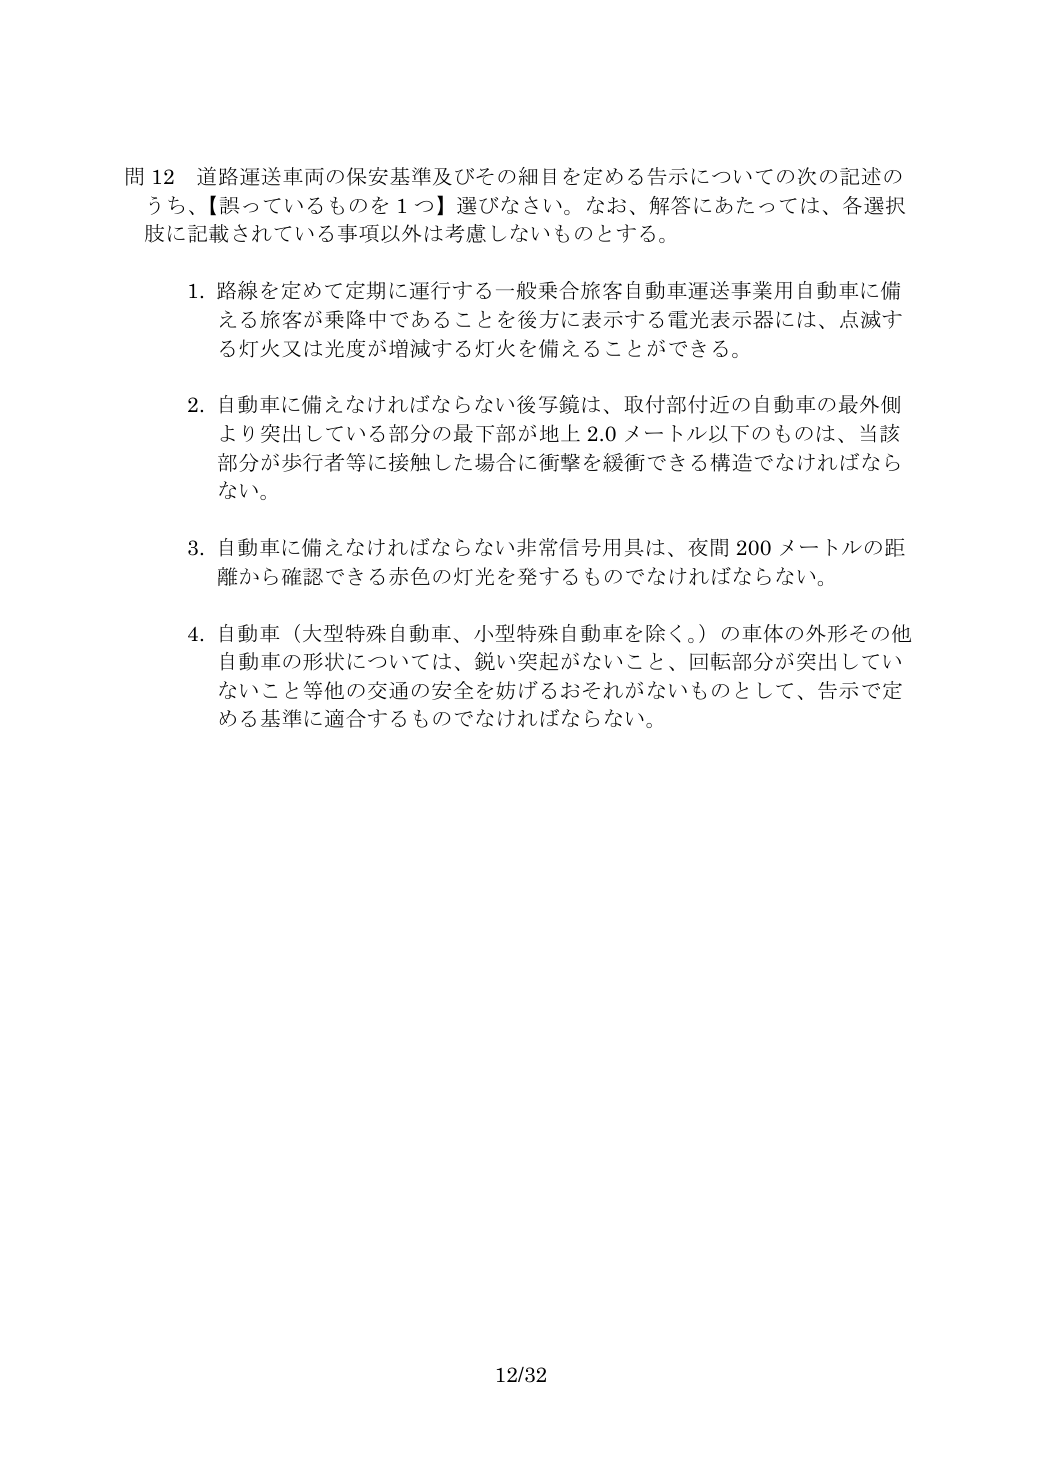 問 12　道路運送車両の保安基準及びその細目を定める告示についての次の記述の
うち、【誤っているものを 1 つ】選びなさい。なお、解答にあたっては、各選択
肢に記載されている事項以外は考慮しないものとする。
1. 路線を定めて定期に運行する一般乗合旅客自動車運送事業用自動車に備
える旅客が乗降中であることを後方に表示する電光表示器には、点滅す
る灯火又は光度が増減する灯火を備えることができる。
2. 自動車に備えなければならない後写鏡は、取付部付近の自動車の最外側
より突出している部分の最下部が地上 2.0 メートル以下のものは、当該
部分が歩行者等に接触した場合に衝撃を緩衝できる構造でなければなら
ない。
3. 自動車に備えなければならない非常信号用具は、夜間 200 メートルの距
離から確認できる赤色の灯光を発するものでなければならない。
4. 自動車（大型特殊自動車、小型特殊自動車を除く。）の車体の外形その他
自動車の形状については、鋭い突起がないこと、回転部分が突出してい
ないこと等他の交通の安全を妨げるおそれがないものとして、告示で定
める基準に適合するものでなければならない。
12/32